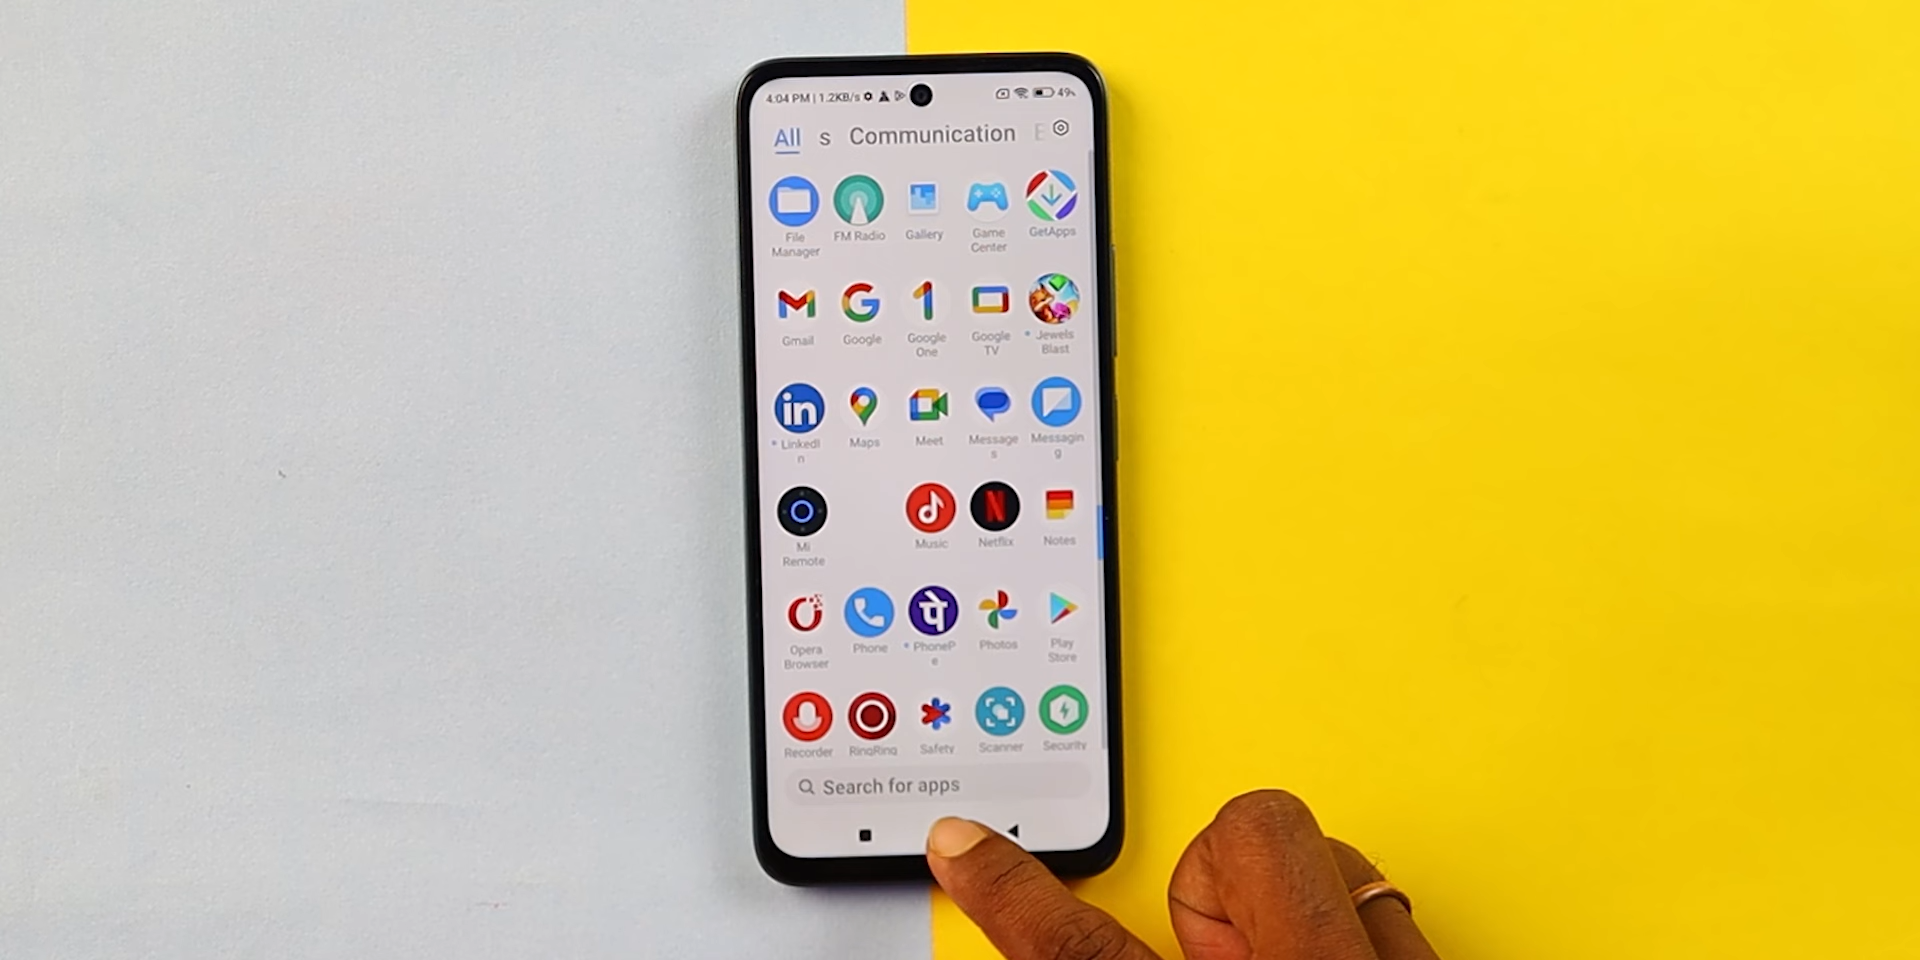 4:04 PM | 1.2KB/s 49%
All s Communication E
File Manager
FM Radio
Gallery
Game Center
GetApps
Gmail
Google
Google One
Google TV
Jewels Blast
in
LinkedI
n
Maps
Meet
Message
s
Messagin
g
Mi Remote
Music
N
Netflix
Notes
Opera Browser
Phone
पे
PhoneP
e
Photos
Play Store
Recorder
RingRing
Safety
Scanner
Security
Search for apps